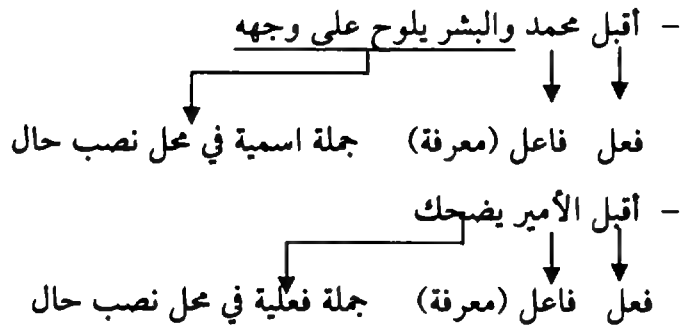 - أقبل محمد والبشر يلوح على وجهه
فعل فاعل (معرفة) جملة اسمية في محل نصب حال
- أقبل الأمير يضحك
فعل فاعل (معرفة) جملة فعلية في محل نصب حال